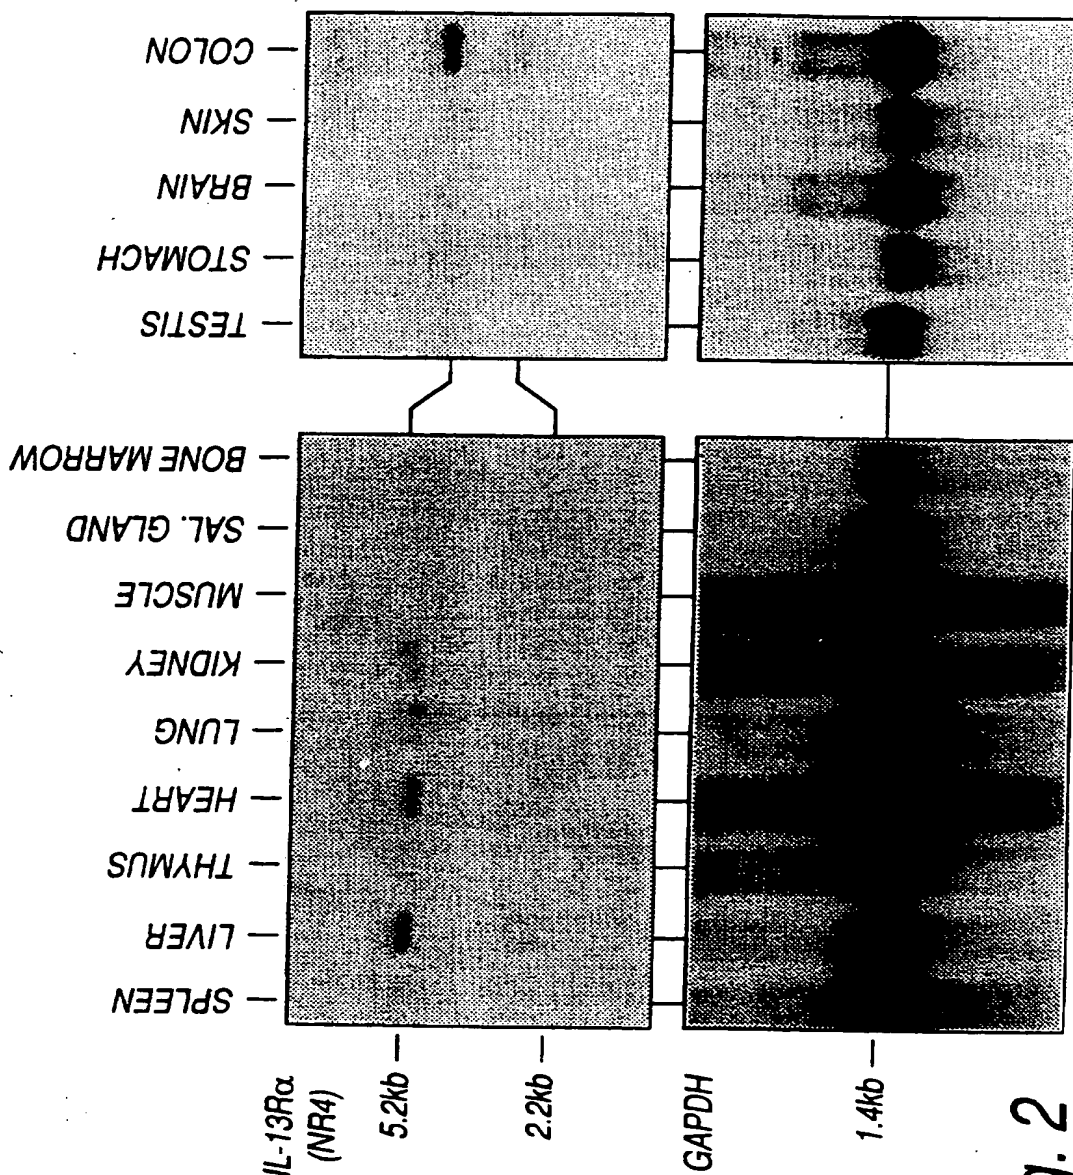 IL-13Rα
(NR4)
5.2kb
2.2kb
GAPDH
1.4kb
SPLEEN
LIVER
THYMUS
HEART
LUNG
KIDNEY
MUSCLE
SAL. GLAND
BONE MARROW
TESTIS
STOMACH
BRAIN
SKIN
COLON
2